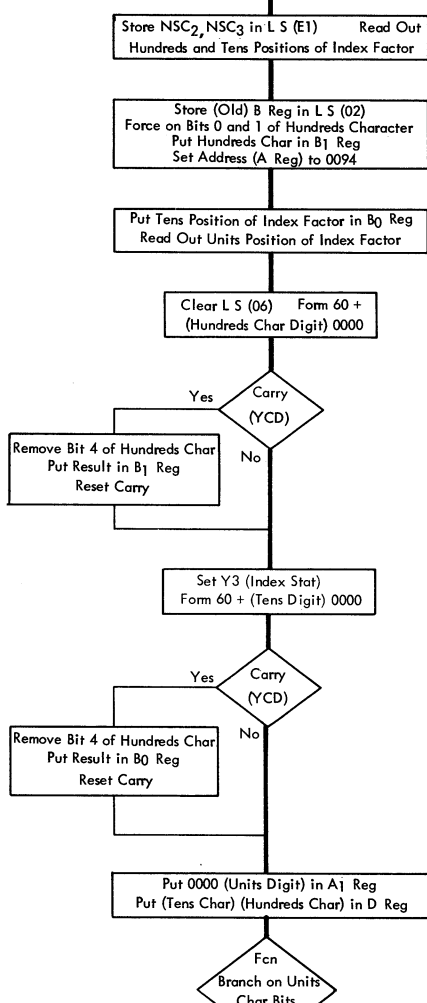 Store NSC2, NSC3 in L S (E1) Read Out
Hundreds and Tens Positions of Index Factor
Store (Old) B Reg in L S (02)
Force on Bits 0 and 1 of Hundreds Character
Put Hundreds Char in B1 Reg
Set Address (A Reg) to 0094
Put Tens Position of Index Factor in B0 Reg
Read Out Units Position of Index Factor
Clear L S (06) Form 60 +
(Hundreds Char Digit) 0000
Carry
(YCD)
Yes
No
Remove Bit 4 of Hundreds Char
Put Result in B1 Reg
Reset Carry
Set Y3 (Index Stat)
Form 60 + (Tens Digit) 0000
Carry
(YCD)
Yes
No
Remove Bit 4 of Hundreds Char
Put Result in B0 Reg
Reset Carry
Put 0000 (Units Digit) in A1 Reg
Put (Tens Char) (Hundreds Char) in D Reg
Fcn
Branch on Units
Char Bits